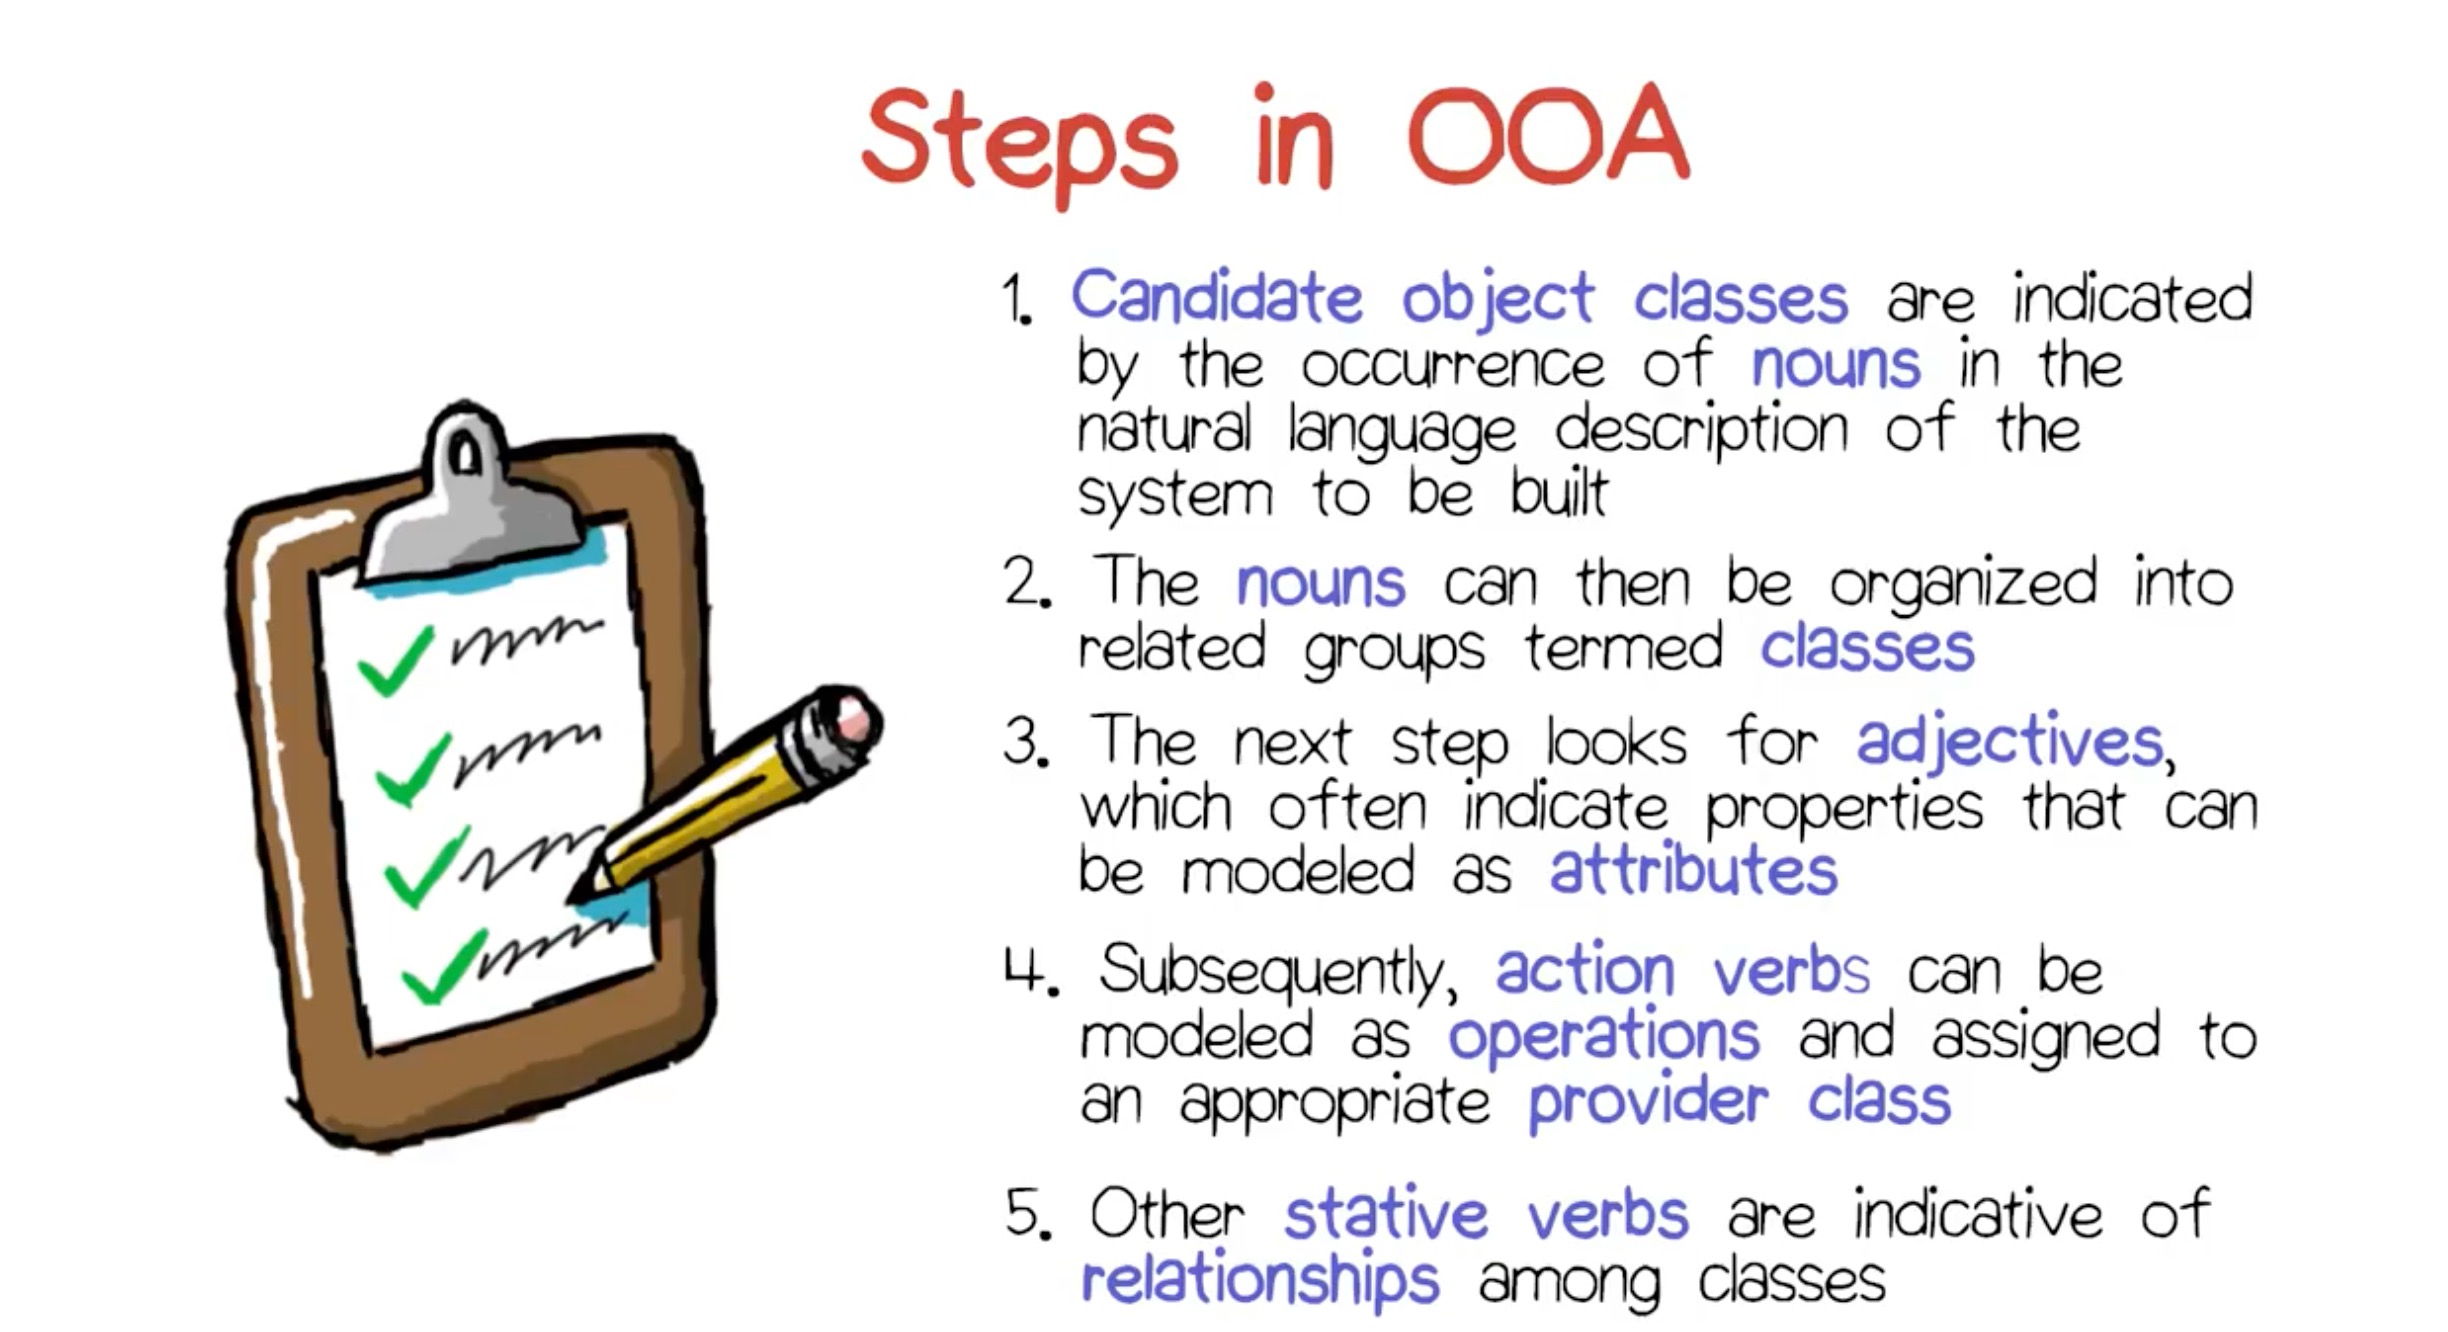 Steps in OOA
1. Candidate object classes are indicated
by the occurrence of nouns in the
natural language description of the
system to be built
2. The nouns can then be organized into
related groups termed classes
3. The next step looks for adjectives,
which often indicate properties that can
be modeled as attributes
4. Subsequently, action verbs can be
modeled as operations and assigned to
an appropriate provider class
5. Other stative verbs are indicative of
relationships among classes